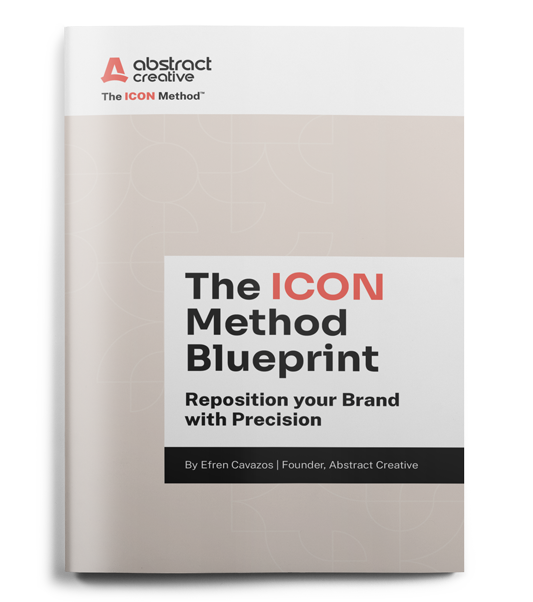 abstract
creative
The ICON Method™
The ICON
Method
Blueprint
Reposition your Brand
with Precision
By Efren Cavazos | Founder, Abstract Creative